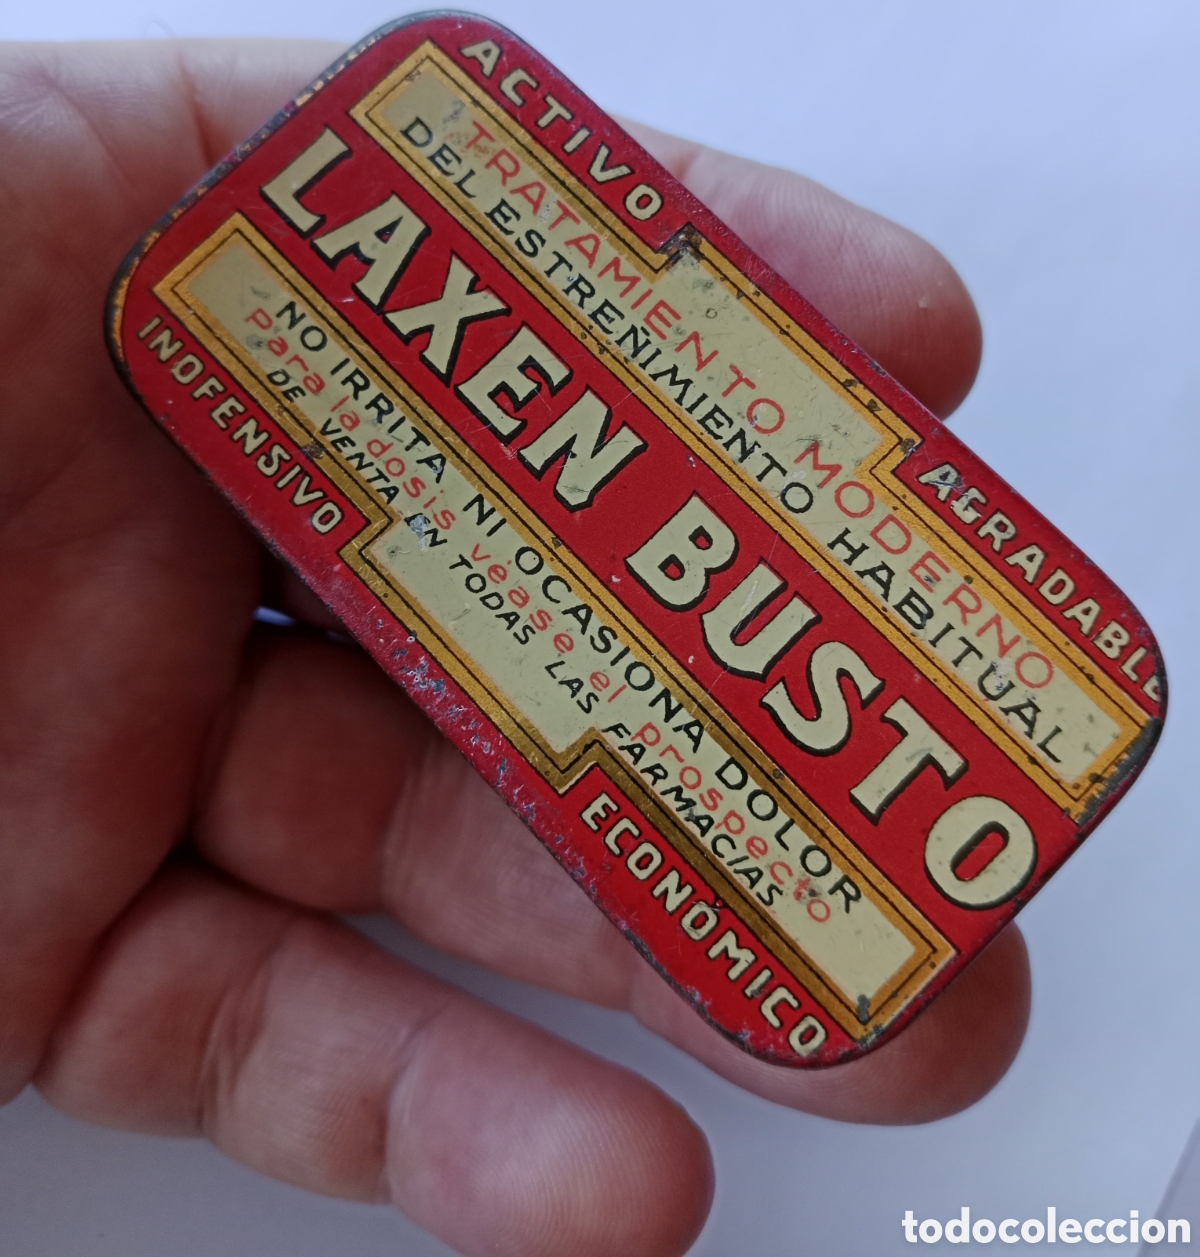 ACTIVO
AGRADABLE
TRATAMIENTO MODERNO
DEL ESTREÑIMIENTO HABITUAL
LAXEN BUSTO
NO IRRITA NI OCASIONA DOLOR
Para la dosis véase el prospecto
DE VENTA EN TODAS LAS FARMACIAS
INOFENSIVO
ECONÓMICO
todocoleccion